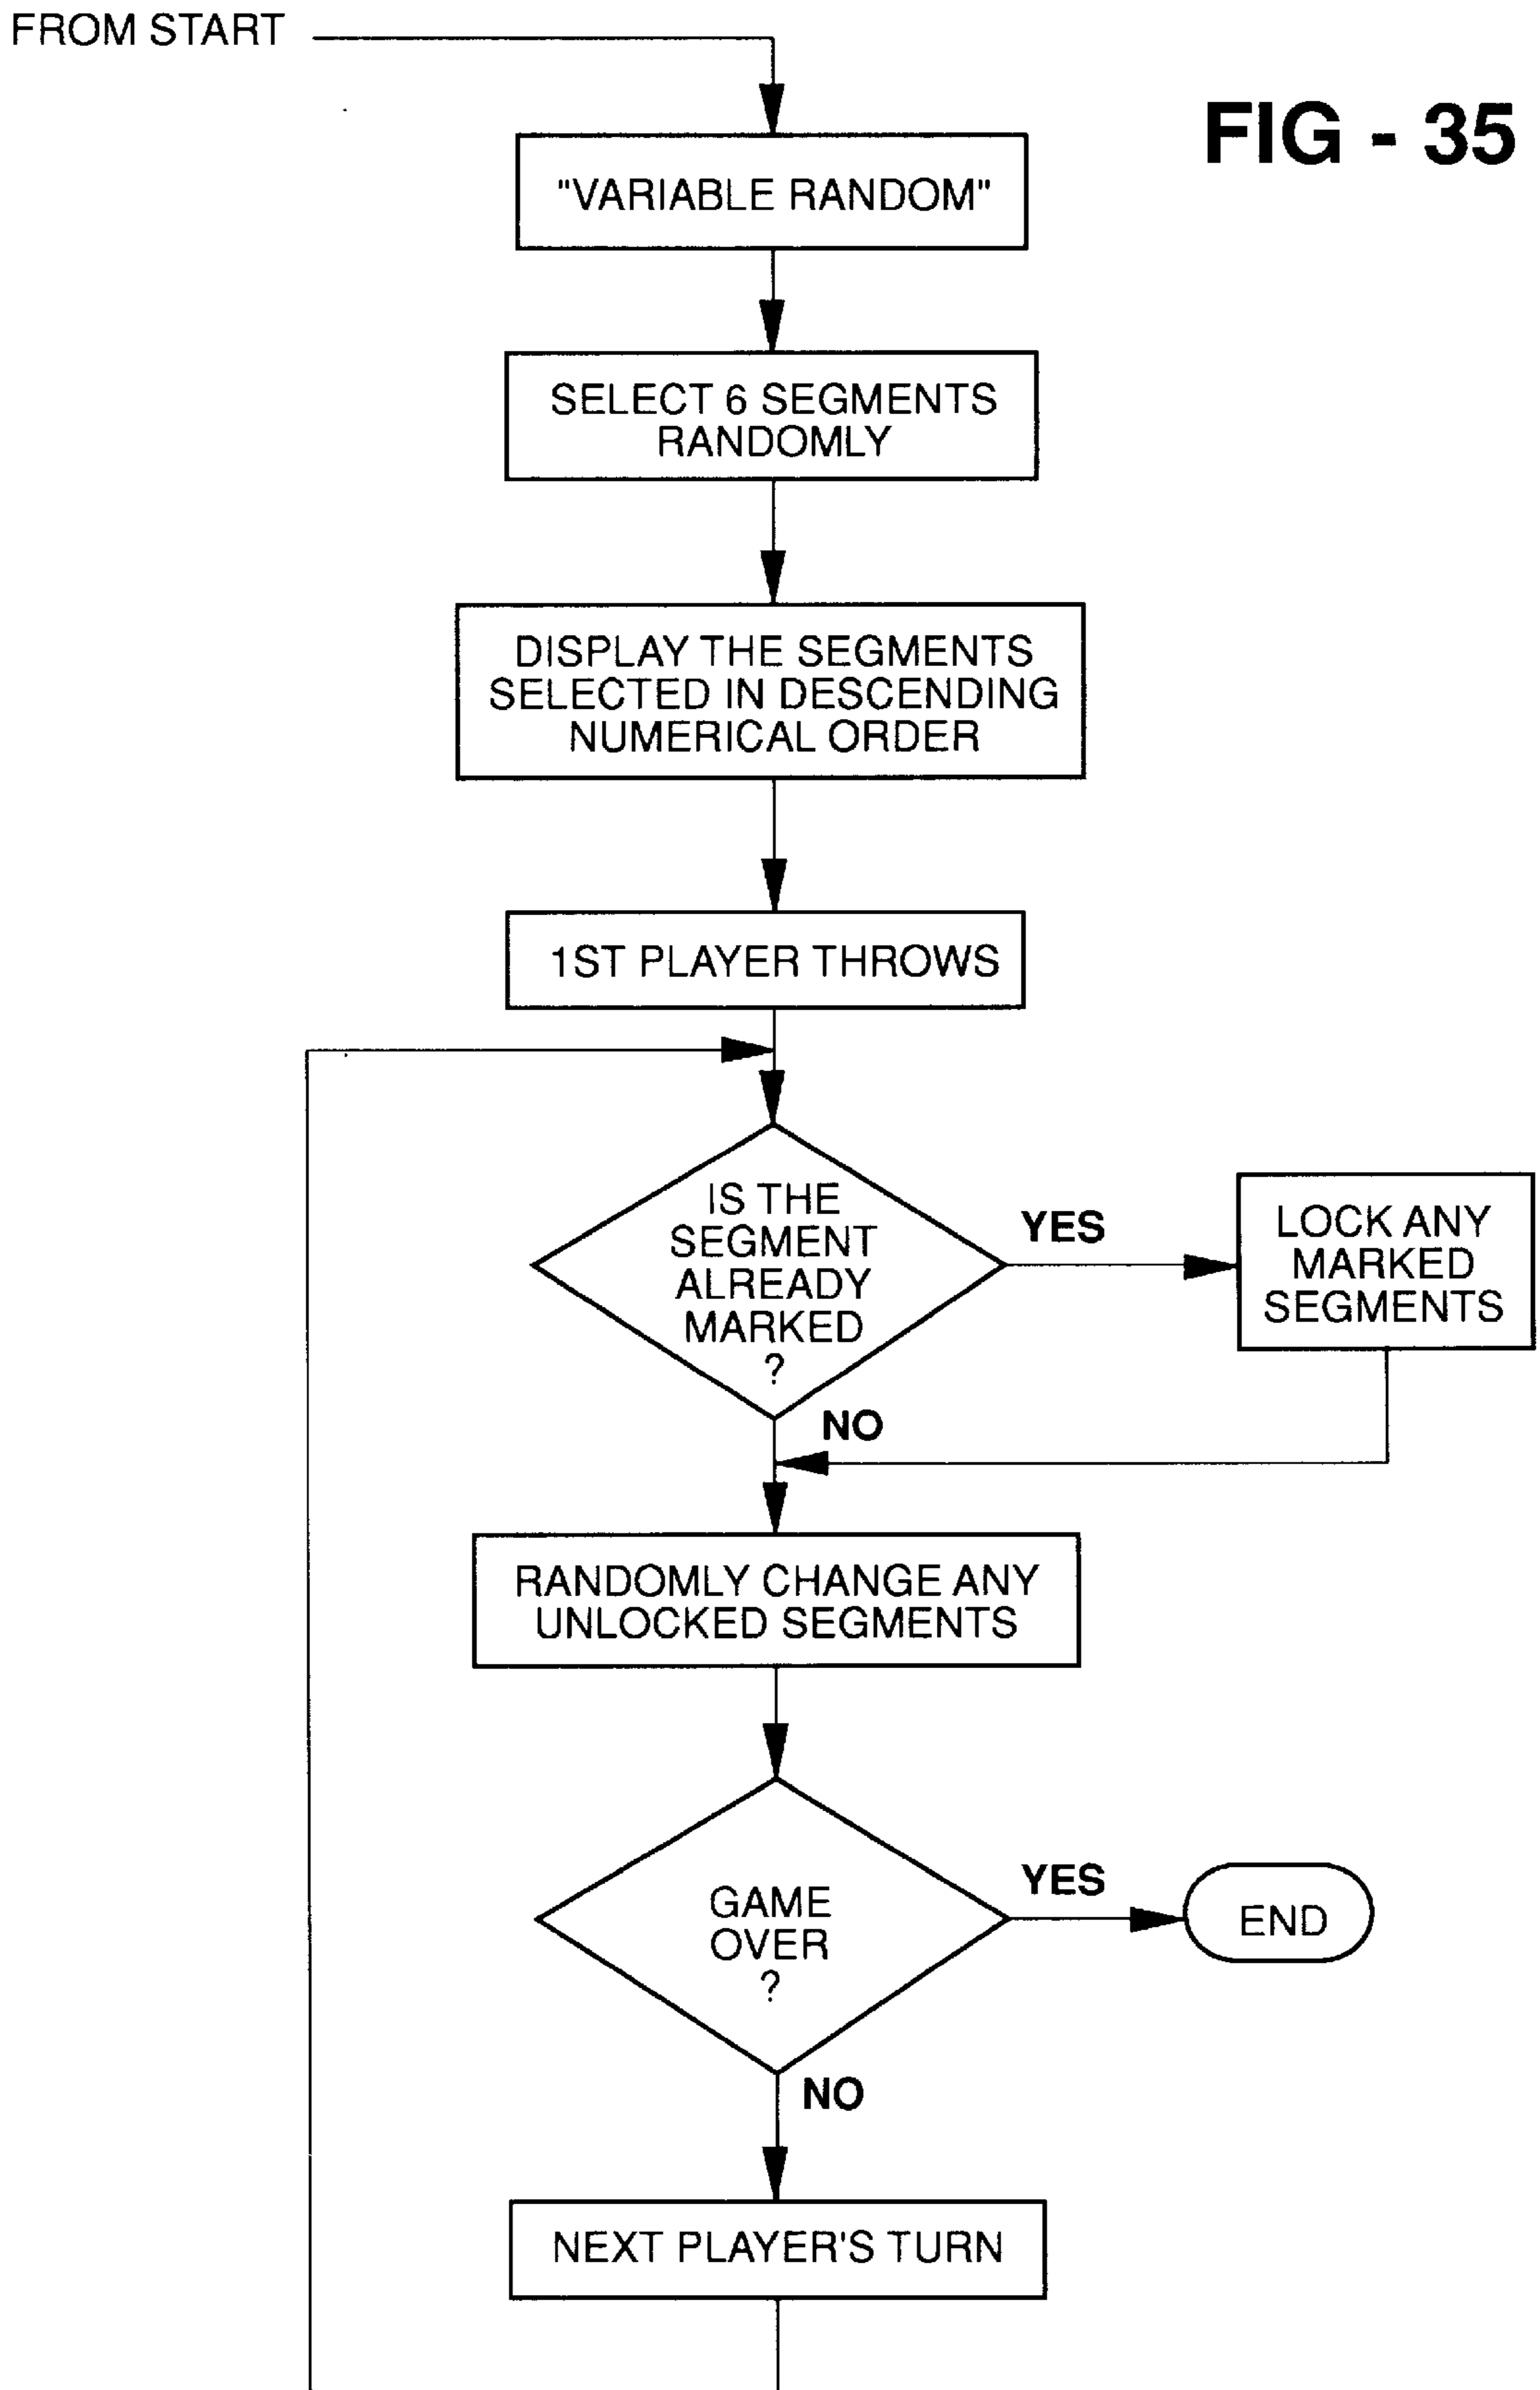 FROM START
FIG - 35
"VARIABLE RANDOM"
SELECT 6 SEGMENTS
RANDOMLY
DISPLAY THE SEGMENTS
SELECTED IN DESCENDING
NUMERICAL ORDER
1ST PLAYER THROWS
IS THE
SEGMENT
ALREADY
MARKED
?
YES
LOCK ANY
MARKED
SEGMENTS
NO
RANDOMLY CHANGE ANY
UNLOCKED SEGMENTS
GAME
OVER
?
YES
END
NO
NEXT PLAYER'S TURN